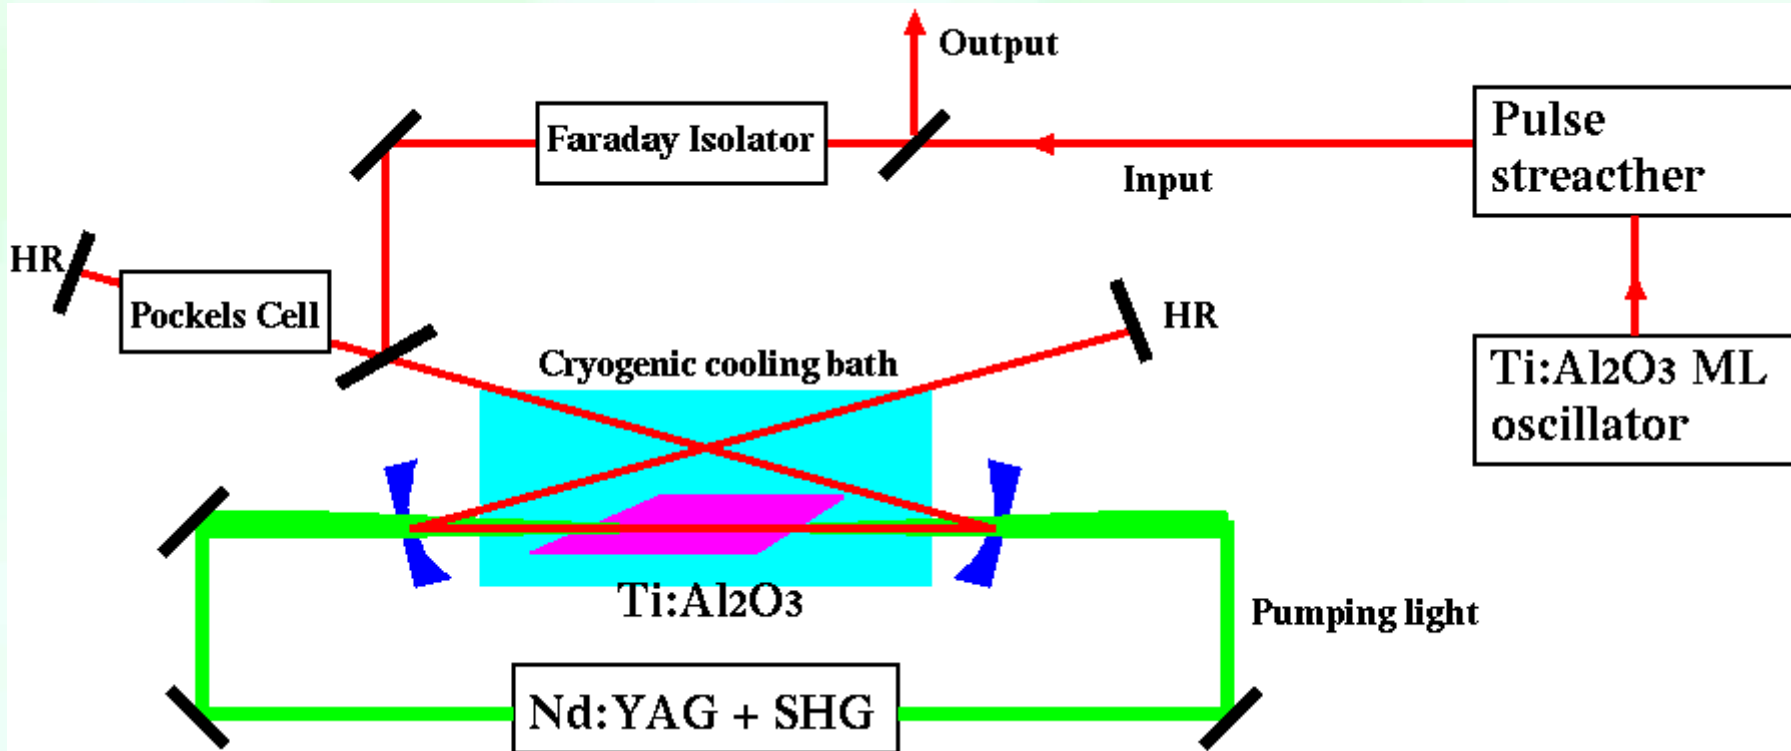 Output
Faraday Isolator
Pulse
streacther
Input
HR
Pockels Cell
HR
Cryogenic cooling bath
Ti:Al2O3 ML
oscillator
Ti:Al2O3
Pumping light
Nd:YAG + SHG